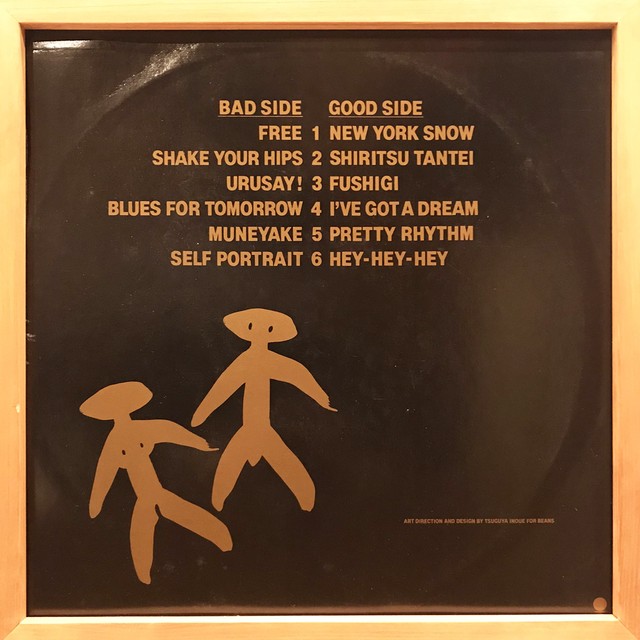 BAD SIDE GOOD SIDE
FREE 1 NEW YORK SNOW
SHAKE YOUR HIPS 2 SHIRITSU TANTEI
URUSAY! 3 FUSHIGI
BLUES FOR TOMORROW 4 I'VE GOT A DREAM
MUNEYAKE 5 PRETTY RHYTHM
SELF PORTRAIT 6 HEY-HEY-HEY
ART DIRECTION AND DESIGN BY TSUGUYA INOUE FOR BEANS